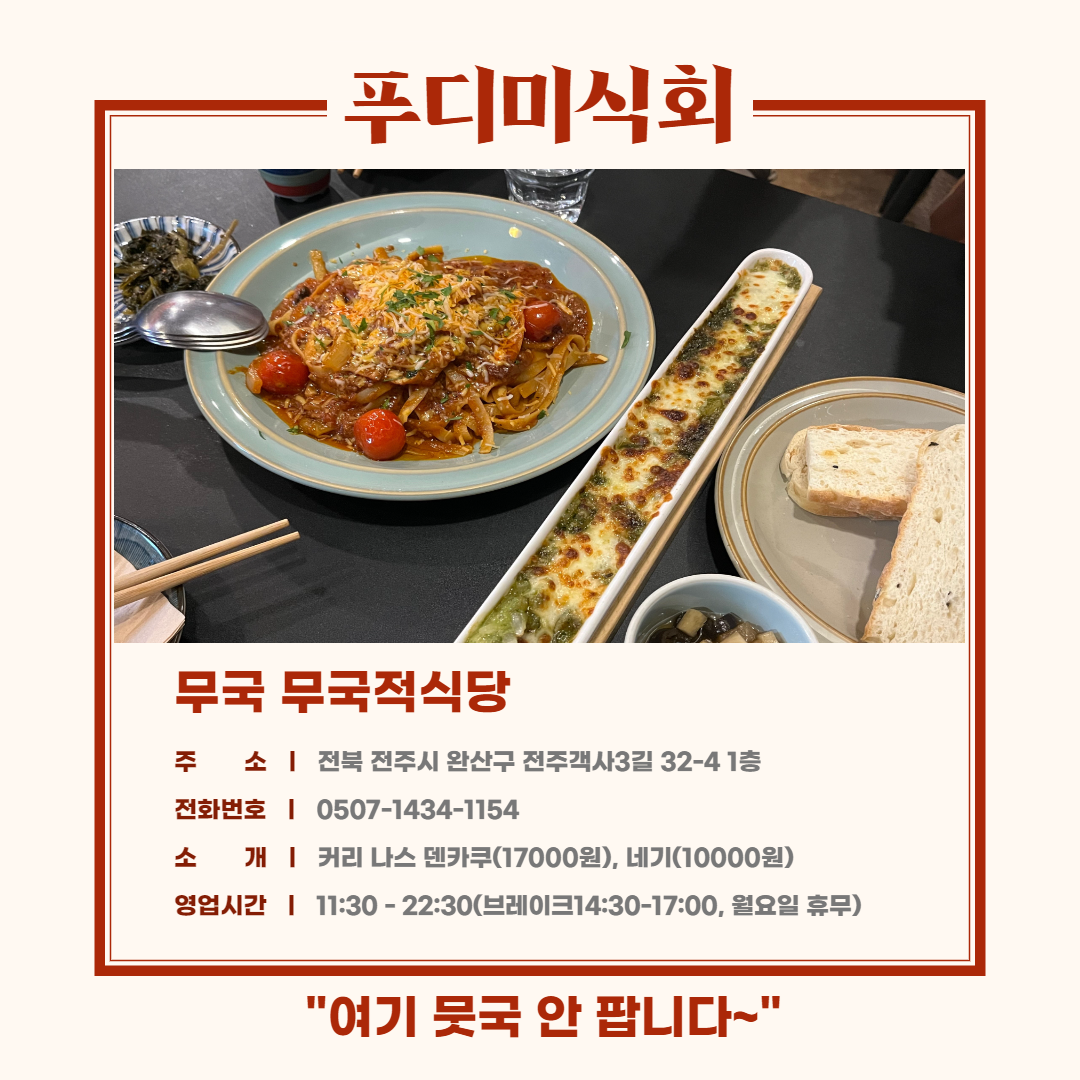 푸디미식회
무국 무국적식당
주 소 | 전북 전주시 완산구 전주객사3길 32-4 1층
전화번호 | 0507-1434-1154
소 개 | 커리 나스 덴카쿠(17000원), 네기(10000원)
영업시간 | 11:30 - 22:30(브레이크14:30-17:00, 월요일 휴무)
"여기 뭇국 안 팝니다~"